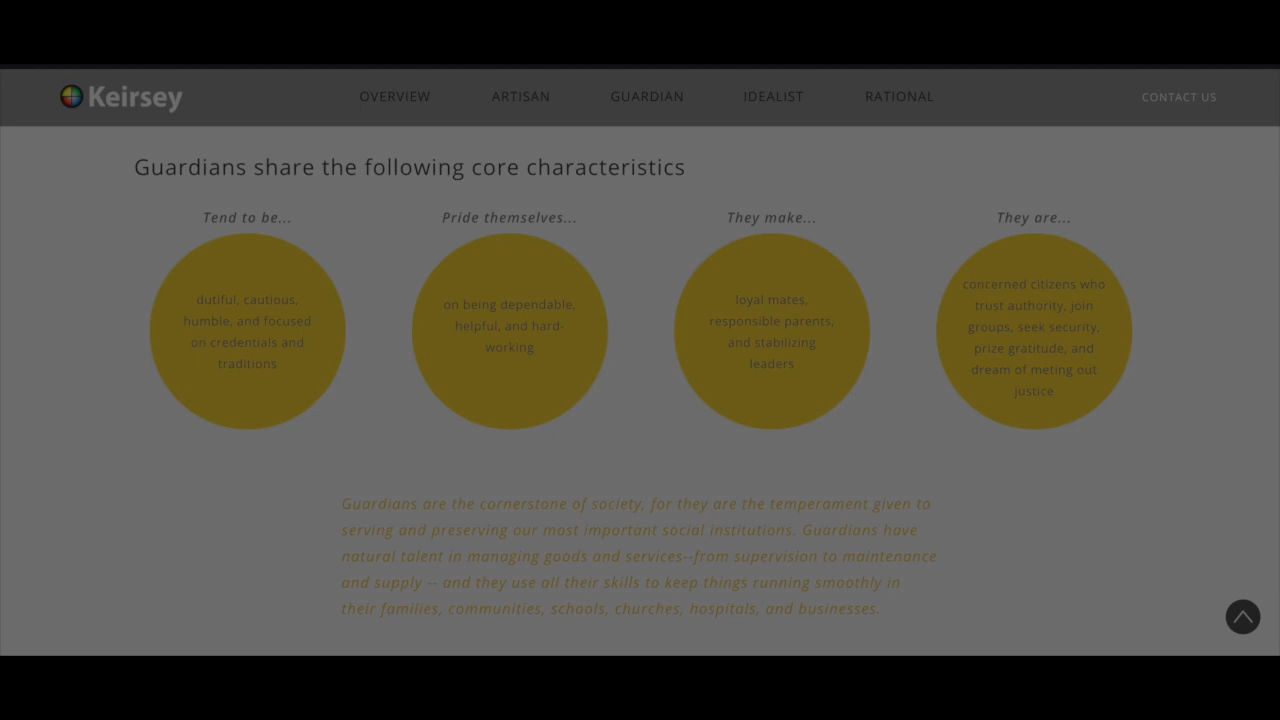 Keirsey
OVERVIEW
ARTISAN
GUARDIAN
IDEALIST
RATIONAL
CONTACT US
Guardians share the following core characteristics
Tend to be...
dutiful, cautious,
humble, and focused
on credentials and
traditions
Pride themselves...
on being dependable,
helpful, and hard-
working
They make...
loyal mates,
responsible parents,
and stabilizing
leaders
They are...
concerned citizens who
trust authority, join
groups, seek security,
prize gratitude, and
dream of meting out
justice
Guardians are the cornerstone of society, for they are the temperament given to
serving and preserving our most important social institutions. Guardians have
natural talent in managing goods and services--from supervision to maintenance
and supply -- and they use all their skills to keep things running smoothly in
their families, communities, schools, churches, hospitals, and businesses.